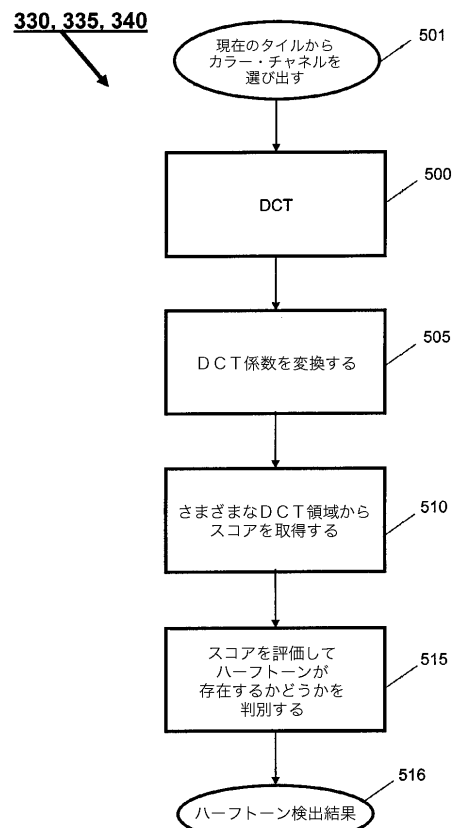 330, 335, 340
現在のタイルから
カラー・チャネルを
選び出す
501
DCT
500
ＤＣＴ係数を変換する
505
さまざまなＤＣＴ領域から
スコアを取得する
510
スコアを評価して
ハーフトーンが
存在するかどうかを
判別する
515
516
ハーフトーン検出結果